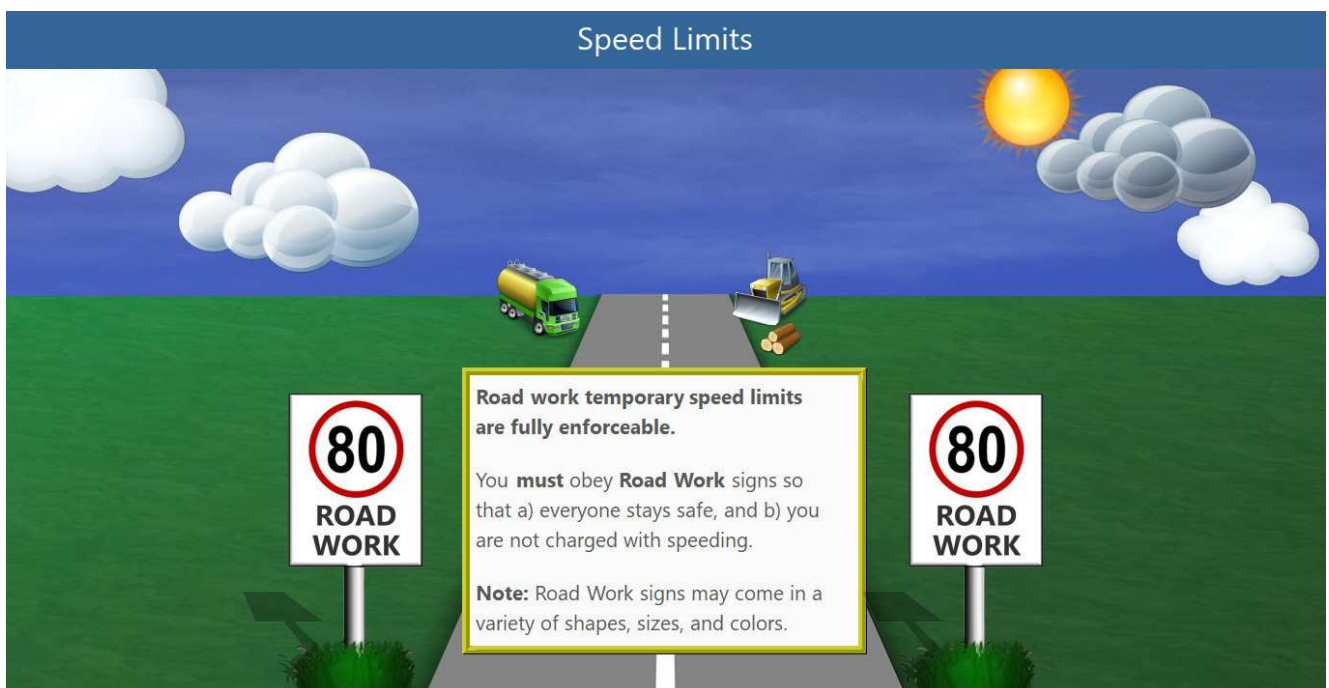 Speed Limits
Road work temporary speed limits
are fully enforceable.
You must obey Road Work signs so
that a) everyone stays safe, and b) you
are not charged with speeding.
Note: Road Work signs may come in a
variety of shapes, sizes, and colors.
80
ROAD
WORK
80
ROAD
WORK